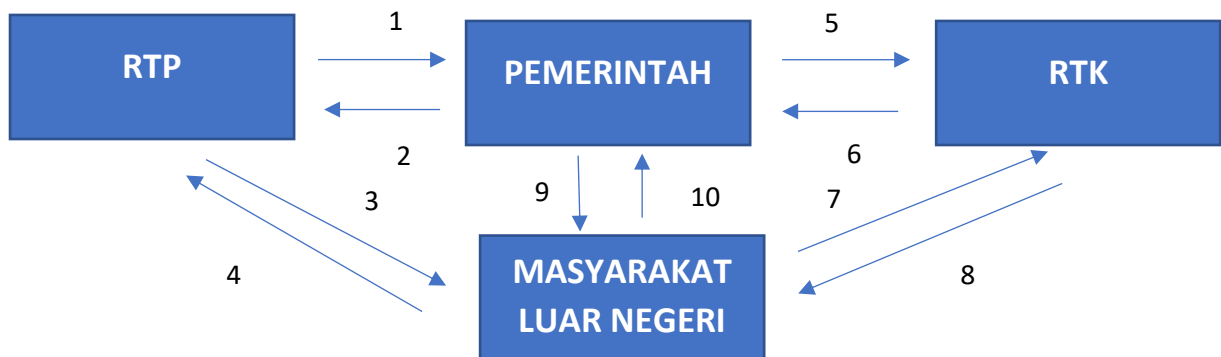 1
5
RTP
PEMERINTAH
RTK
2
6
3
9
10
7
4
8
MASYARAKAT
LUAR NEGERI